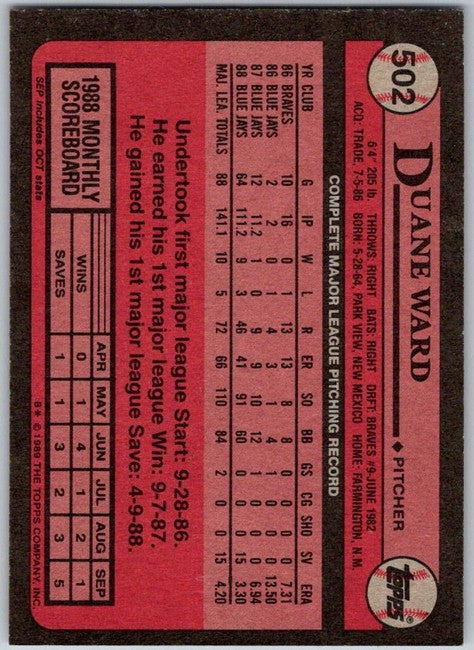 502
DUANE WARD ♦ PITCHER
TOPPS®
6'4" 205 lb. THROWS: RIGHT BATS: RIGHT DRFT: BRAVES #9-JUNE 1982
ACQ: TRADE, 7-5-86 BORN: 5-28-64, PARK VIEW, NEW MEXICO HOME: FARMINGTON, N.M.
COMPLETE MAJOR LEAGUE PITCHING RECORD
YR CLUB G IP W L R ER SO BB GS CG SHO SV ERA
86 BRAVES 10 16 0 1 13 13 8 8 0 0 0 0 7.31
86 BLUE JAYS 2 2 0 1 4 3 1 4 1 0 0 0 13.50
87 BLUE JAYS 12 11.2 1 0 9 9 10 12 1 0 0 0 6.94
88 BLUE JAYS 64 111.2 9 3 46 41 91 60 0 0 0 15 3.30
MAJ. LEA. TOTALS 88 141.1 10 5 72 66 110 84 2 0 0 15 4.20
Undertook first major league Start: 9-28-86.
He earned his 1st major league Win: 9-7-87.
He gained his 1st major league Save: 4-9-88.
1988 MONTHLY
SCOREBOARD
APR MAY JUN JUL AUG SEP
WINS 0 1 4 1 2 1
SAVES 1 1 3 2 3 5
SEP Includes OCT stats
B* © 1989 THE TOPPS COMPANY, INC.